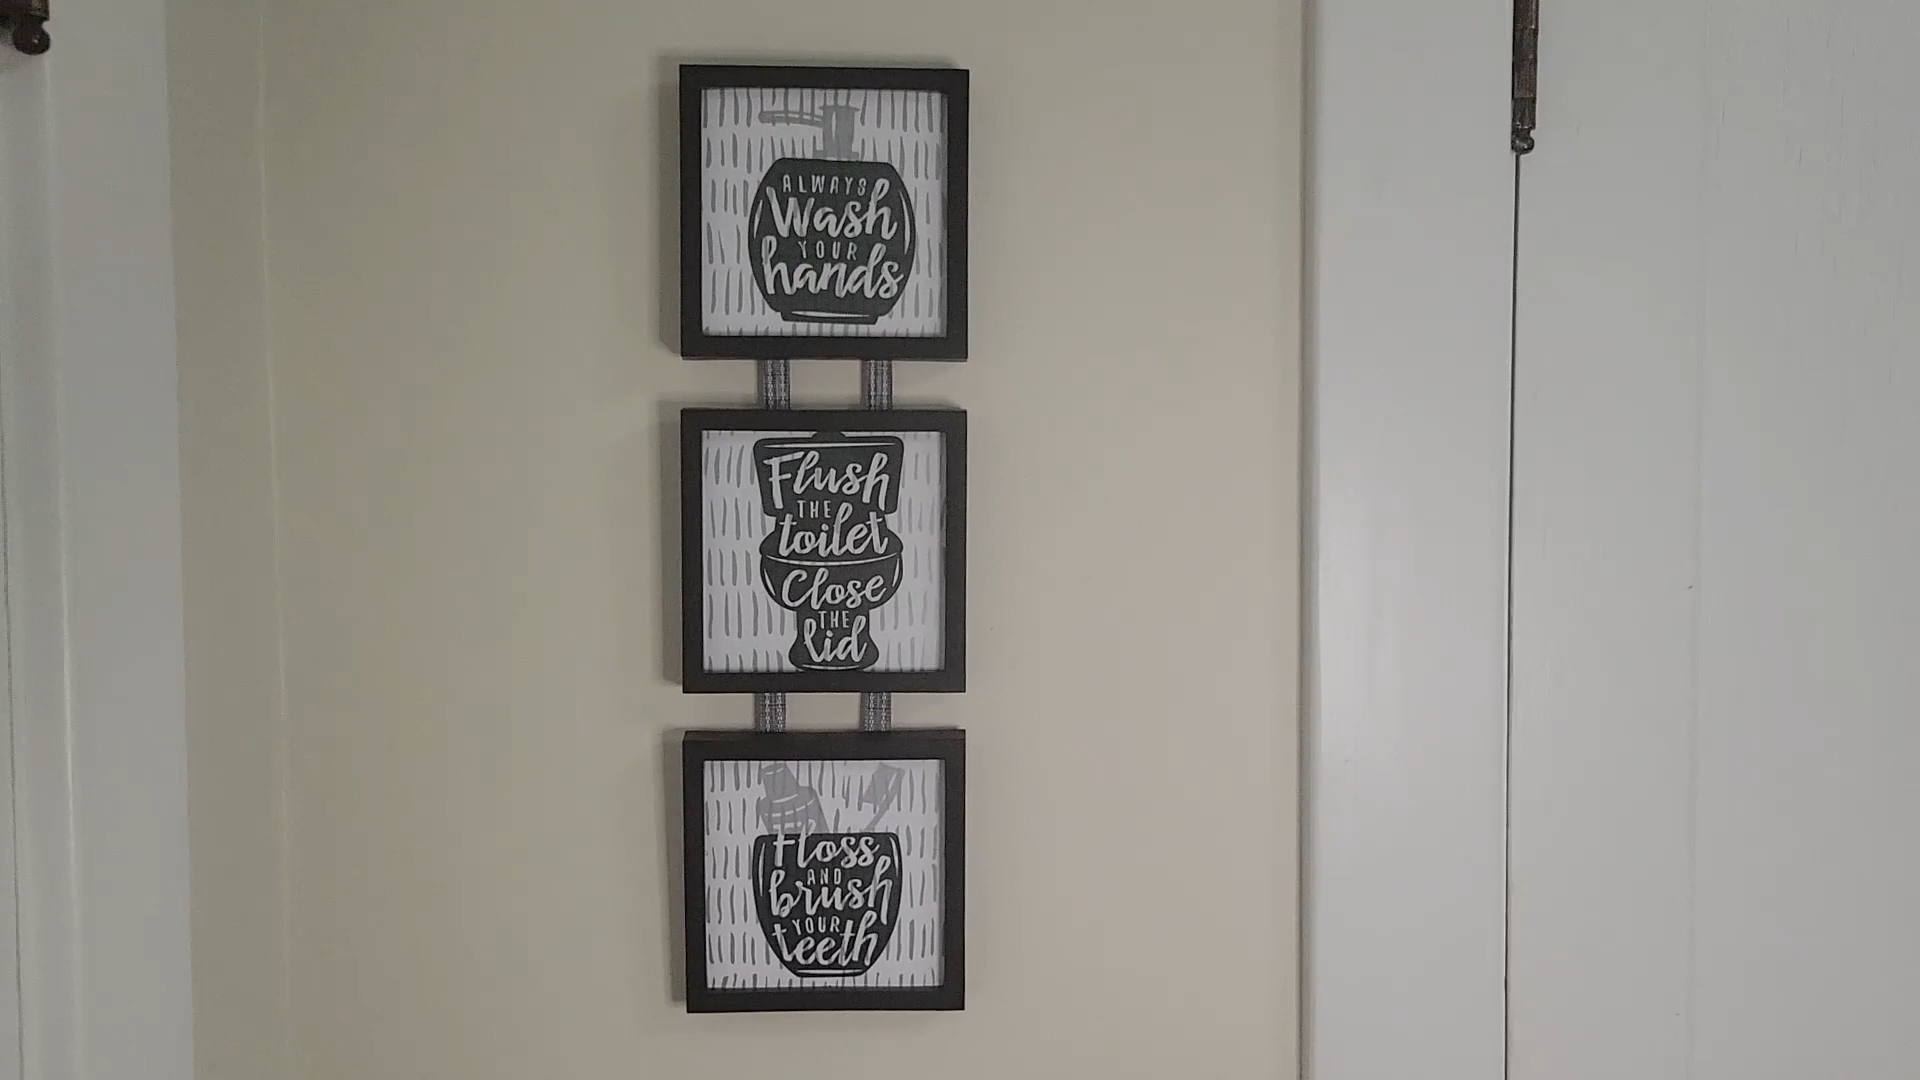 ALWAYS
Wash
YOUR
hands
Flush
THE
toilet
Close
THE
lid
Floss
AND
brush
YOUR
teeth